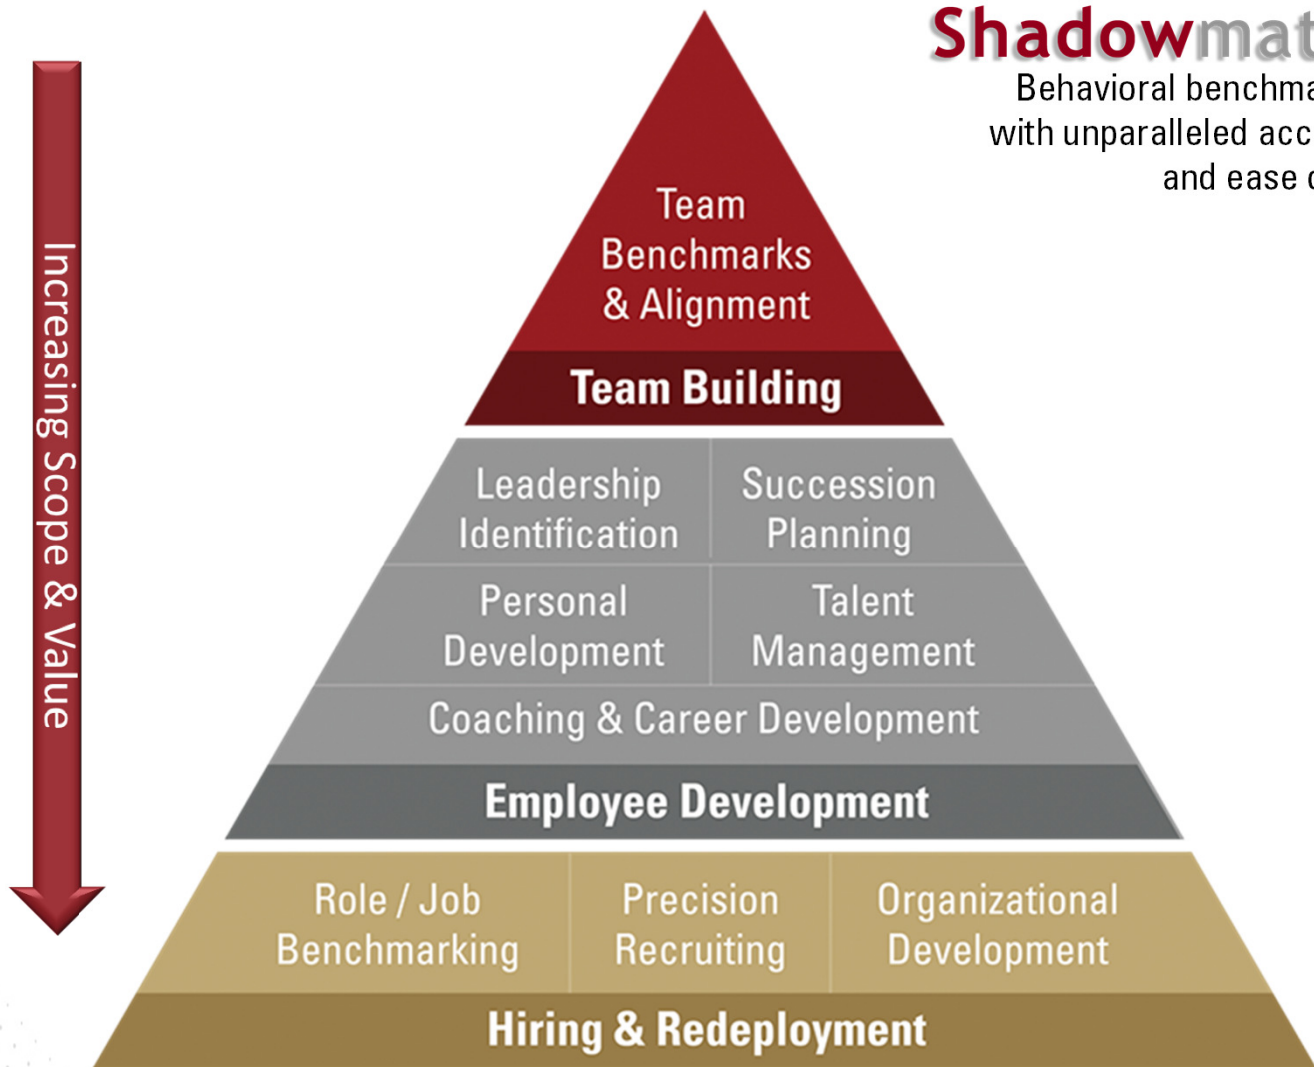 Shadowmat
Behavioral benchma
with unparalleled acc
and ease
Increasing Scope & Value
Team
Benchmarks
& Alignment
Team Building
Leadership
Identification
Succession
Planning
Personal
Development
Talent
Management
Coaching & Career Development
Employee Development
Role / Job
Benchmarking
Precision
Recruiting
Organizational
Development
Hiring & Redeployment